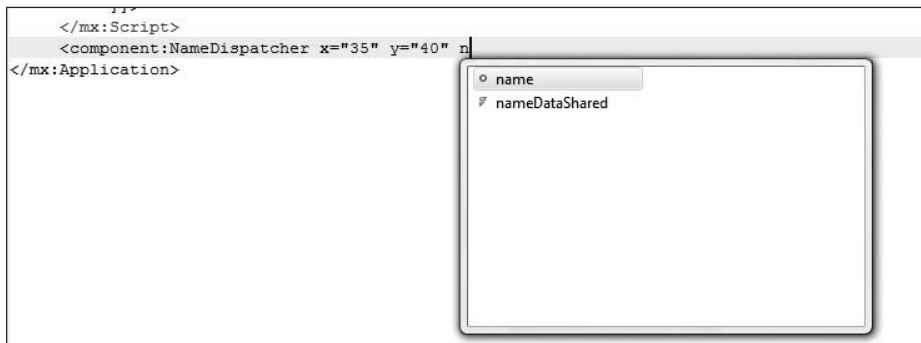 ]]>
</mx:Script>
<component:NameDispatcher x="35" y="40" n
</mx:Application>
name
nameDataShared